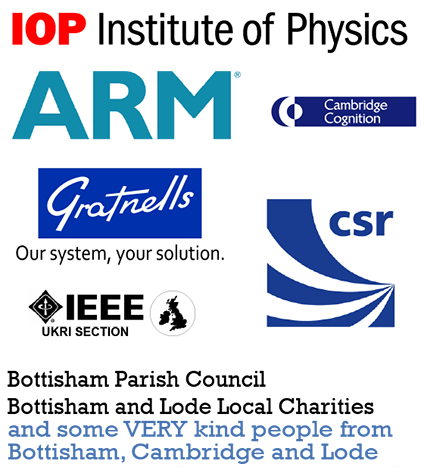 IOP Institute of Physics
ARM®
Cambridge
Cognition
Gratnells
Our system, your solution.
csr
IEEE
UKRI SECTION
Bottisham Parish Council
Bottisham and Lode Local Charities
and some VERY kind people from
Bottisham, Cambridge and Lode